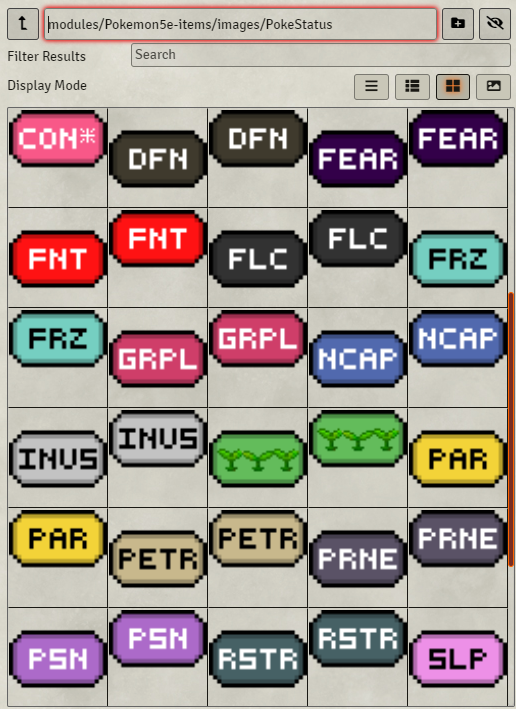 modules/Pokemon5e-items/images/PokeStatus
Filter Results
Search
Display Mode
CON
DFN
DFN
FEAR
FEAR
FNT
FNT
FLC
FLC
FRZ
FRZ
GRPL
GRPL
NCAP
NCAP
INVS
INVS
PAR
PAR
PETR
PETR
PRNE
PRNE
PSN
PSN
RSTR
RSTR
SLP